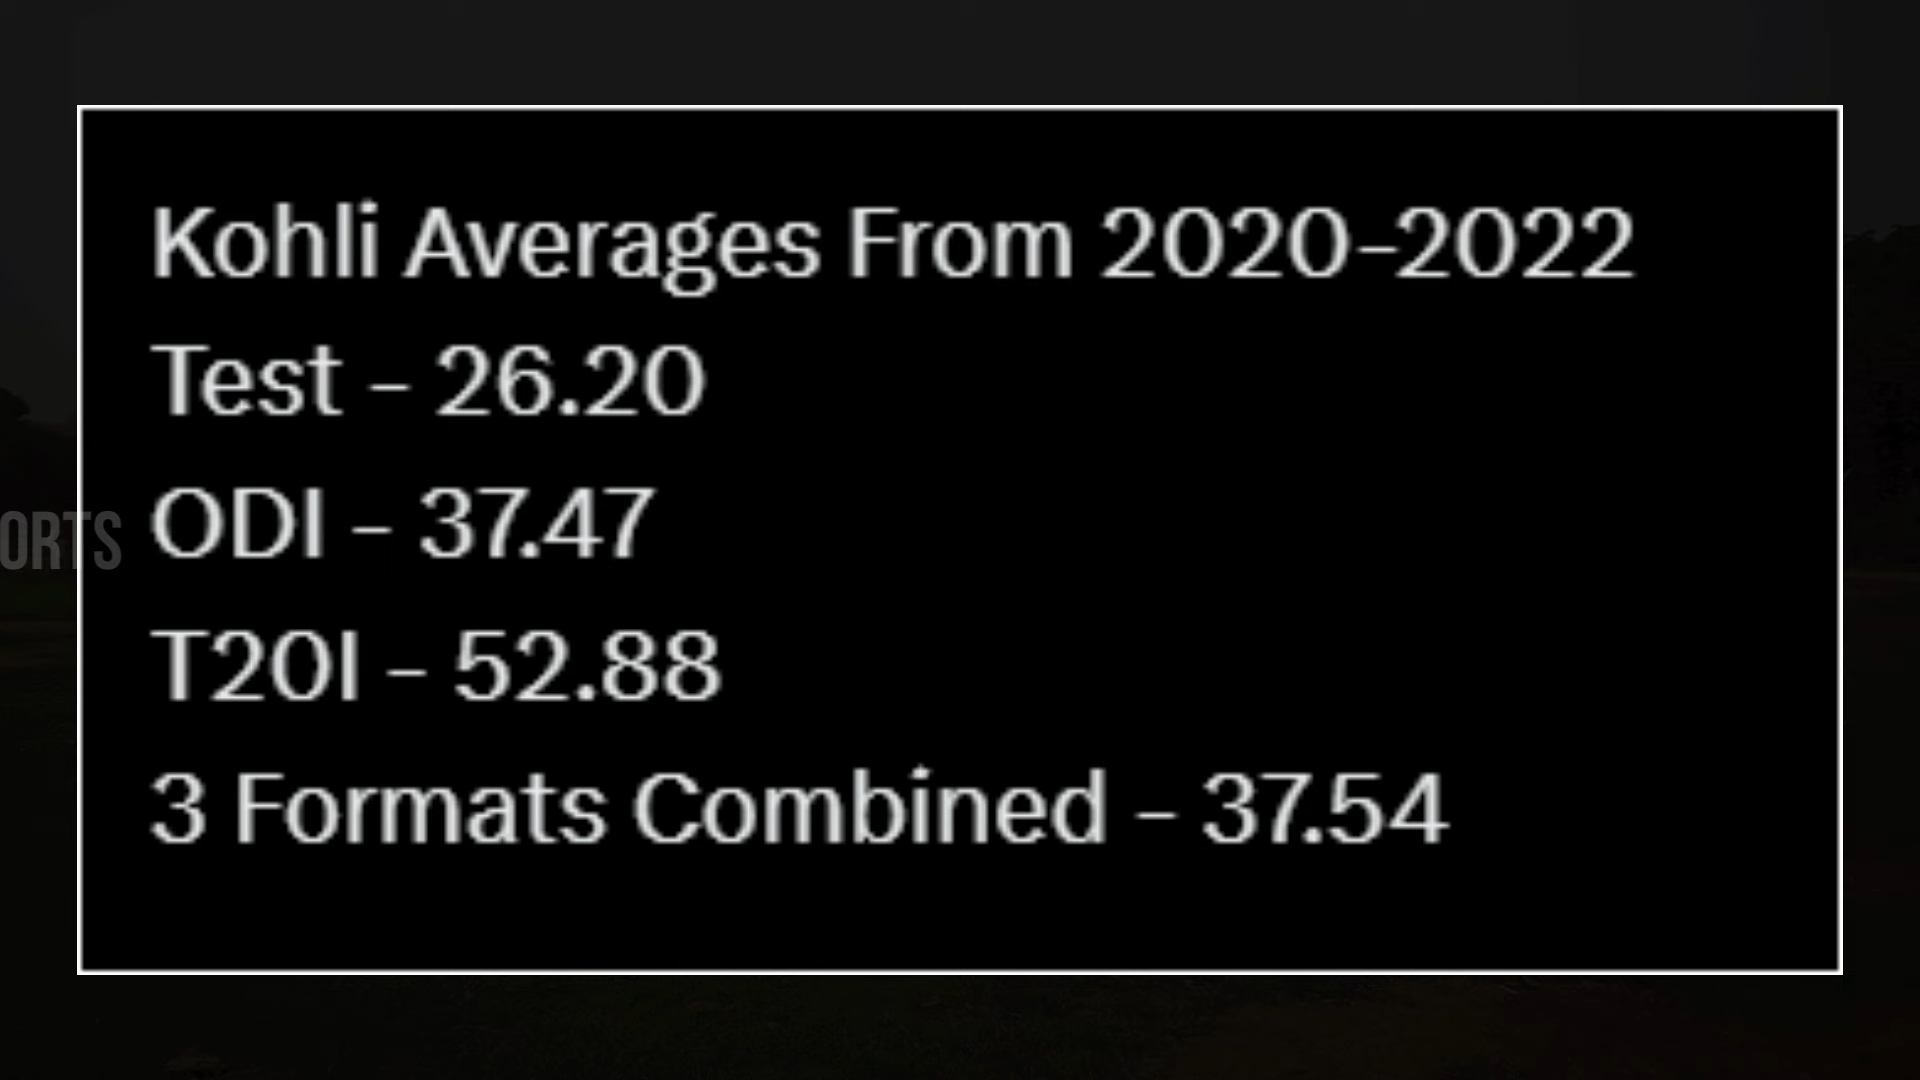 Kohli Averages From 2020-2022
Test - 26.20
ORTS
ODI - 37.47
T20I - 52.88
3 Formats Combined - 37.54